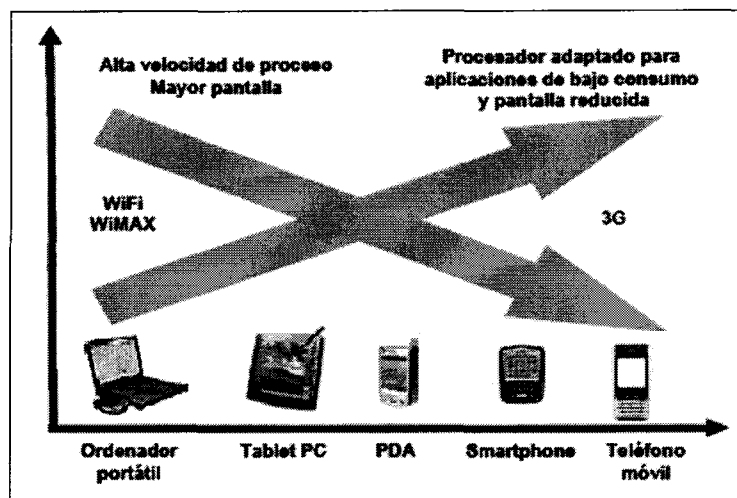 Alta velocidad de proceso
Mayor pantalla
Procesador adaptado para
aplicaciones de bajo consumo
y pantalla reducida
WiFi
WiMAX
3G
Ordenador
portátil
Tablet PC
PDA
Smartphone
Teléfono
móvil